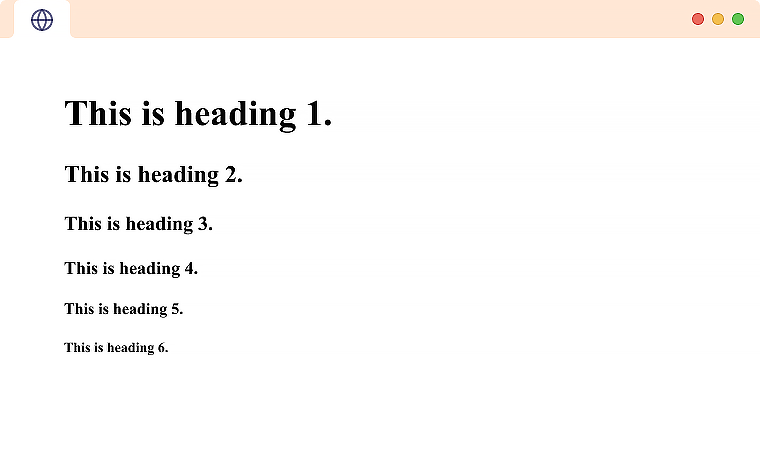 This is heading 1.
This is heading 2.
This is heading 3.
This is heading 4.
This is heading 5.
This is heading 6.